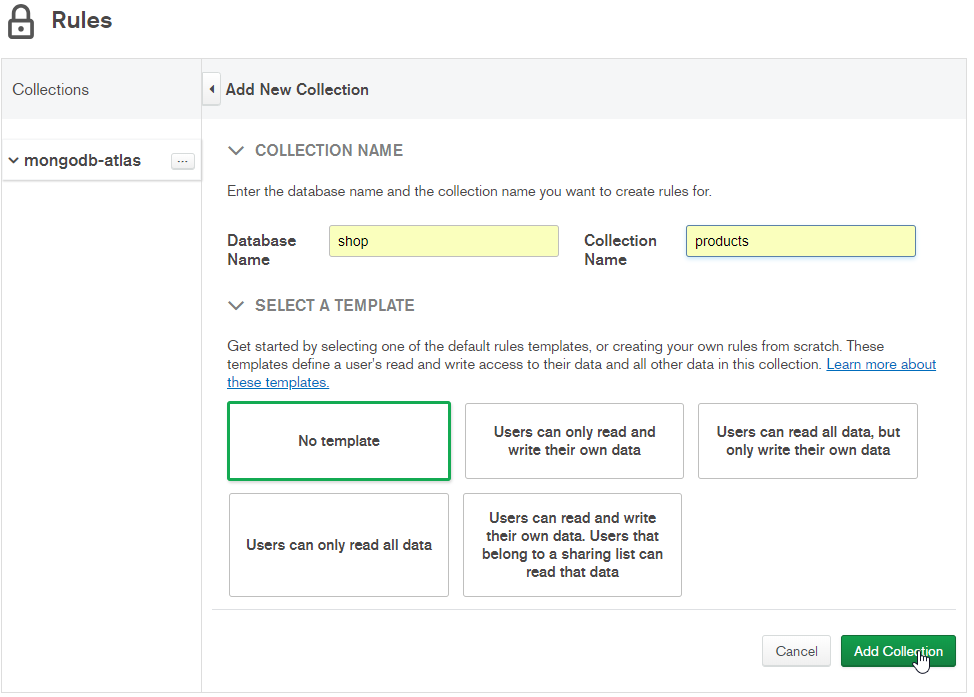 Rules
Collections
Add New Collection
mongodb-atlas
...
COLLECTION NAME
Enter the database name and the collection name you want to create rules for.
Database
Name
shop
Collection
Name
products
SELECT A TEMPLATE
Get started by selecting one of the default rules templates, or creating your own rules from scratch. These
templates define a user's read and write access to their data and all other data in this collection. Learn more about
these templates.
No template
Users can only read and
write their own data
Users can read all data, but
only write their own data
Users can only read all data
Users can read and write
their own data. Users that
belong to a sharing list can
read that data
Cancel
Add Collection